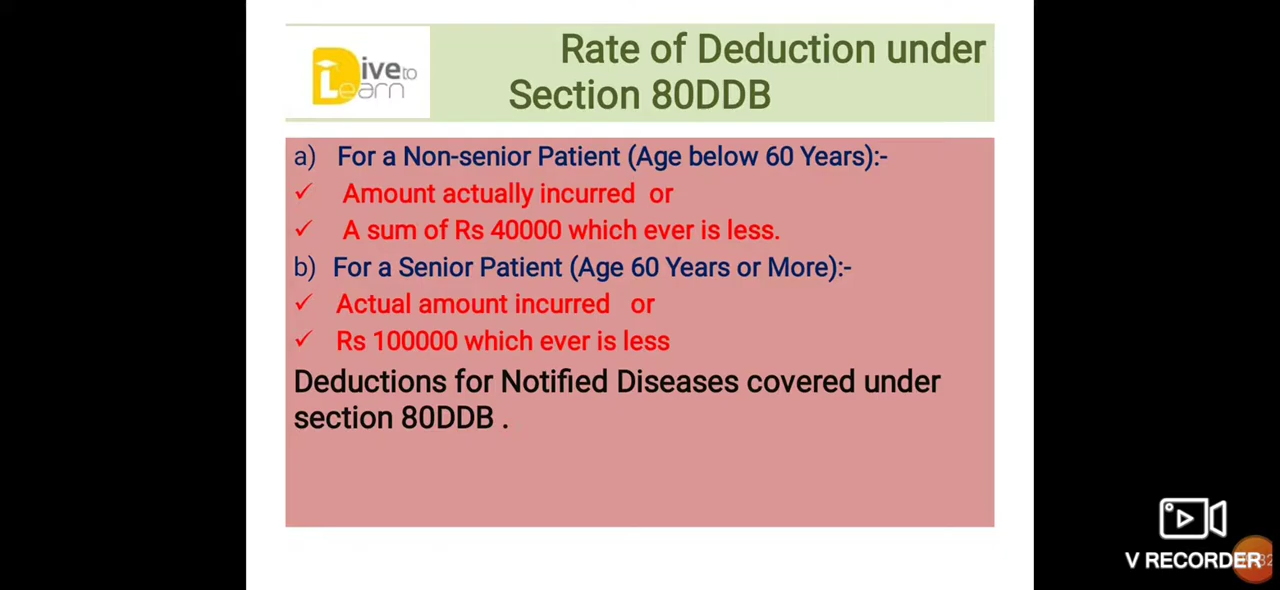 Dive to
Learn
Rate of Deduction under
Section 80DDB
a) For a Non-senior Patient (Age below 60 Years):-
✓ Amount actually incurred or
✓ A sum of Rs 40000 which ever is less.
b) For a Senior Patient (Age 60 Years or More):-
✓ Actual amount incurred or
✓ Rs 100000 which ever is less
Deductions for Notified Diseases covered under
section 80DDB .
V RECORDER